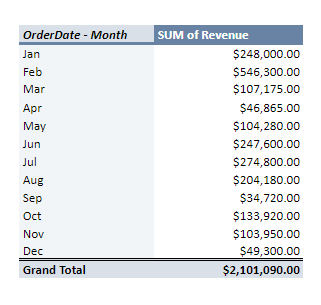 OrderDate - Month SUM of Revenue
Jan $248,000.00
Feb $546,300.00
Mar $107,175.00
Apr $46,865.00
May $104,280.00
Jun $247,600.00
Jul $274,800.00
Aug $204,180.00
Sep $34,720.00
Oct $133,920.00
Nov $103,950.00
Dec $49,300.00
Grand Total $2,101,090.00